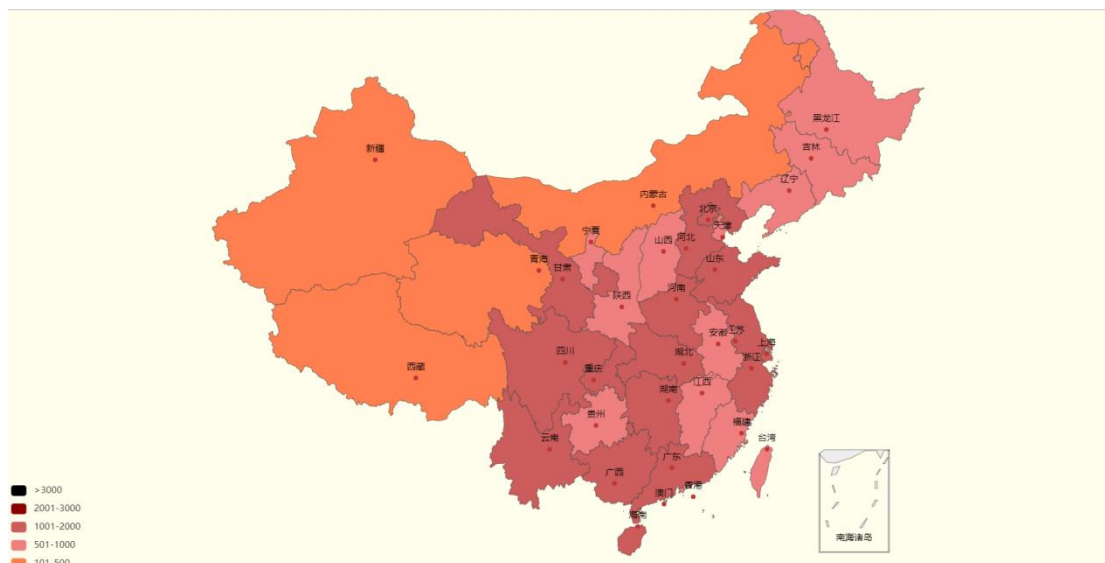 黑龙江
吉林
新疆
辽宁
内蒙古
北京
天津
宁夏
山西
河北
青海
甘肃
山东
陕西
河南
安徽
江苏
上海
四川
湖北
浙江
重庆
西藏
湖南
江西
贵州
福建
云南
台湾
广东
广西
香港
澳门
海南
南海诸岛
>3000
2001-3000
1001-2000
501-1000
101-500